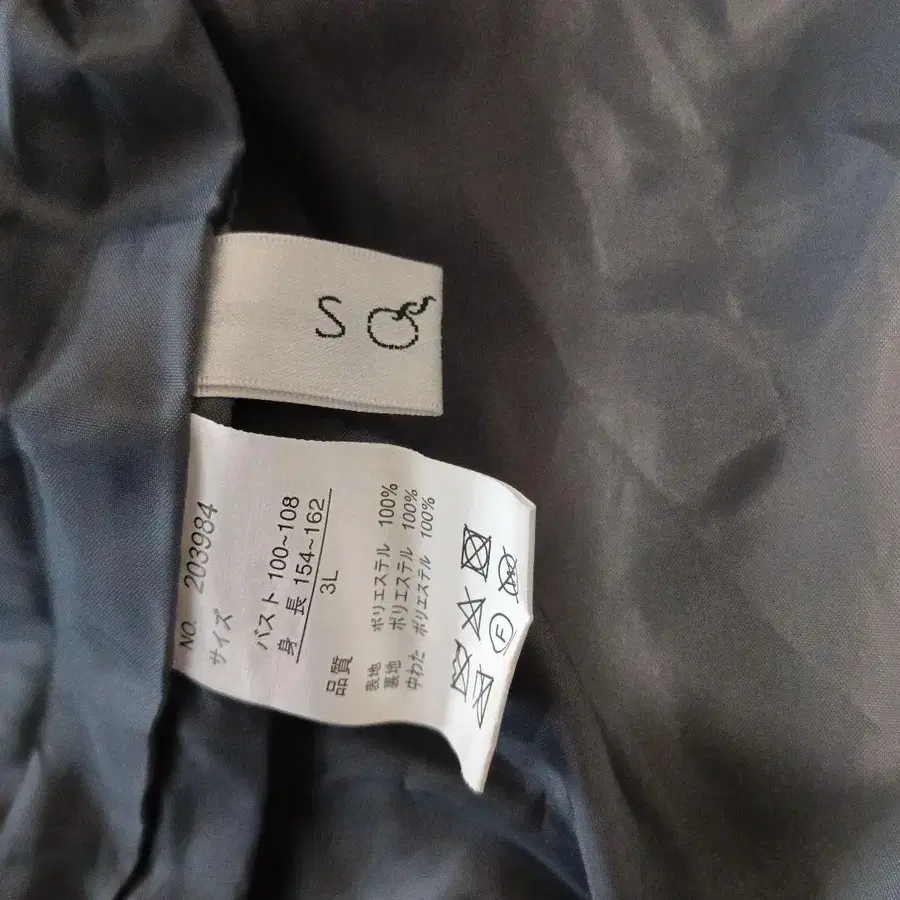 S
NO. 203984
サイズ
バスト 100~108
身 長 154~162
3L
品質
表地 ポリエステル 100%
裏地 ポリエステル 100%
中わた ポリエステル 100%
F